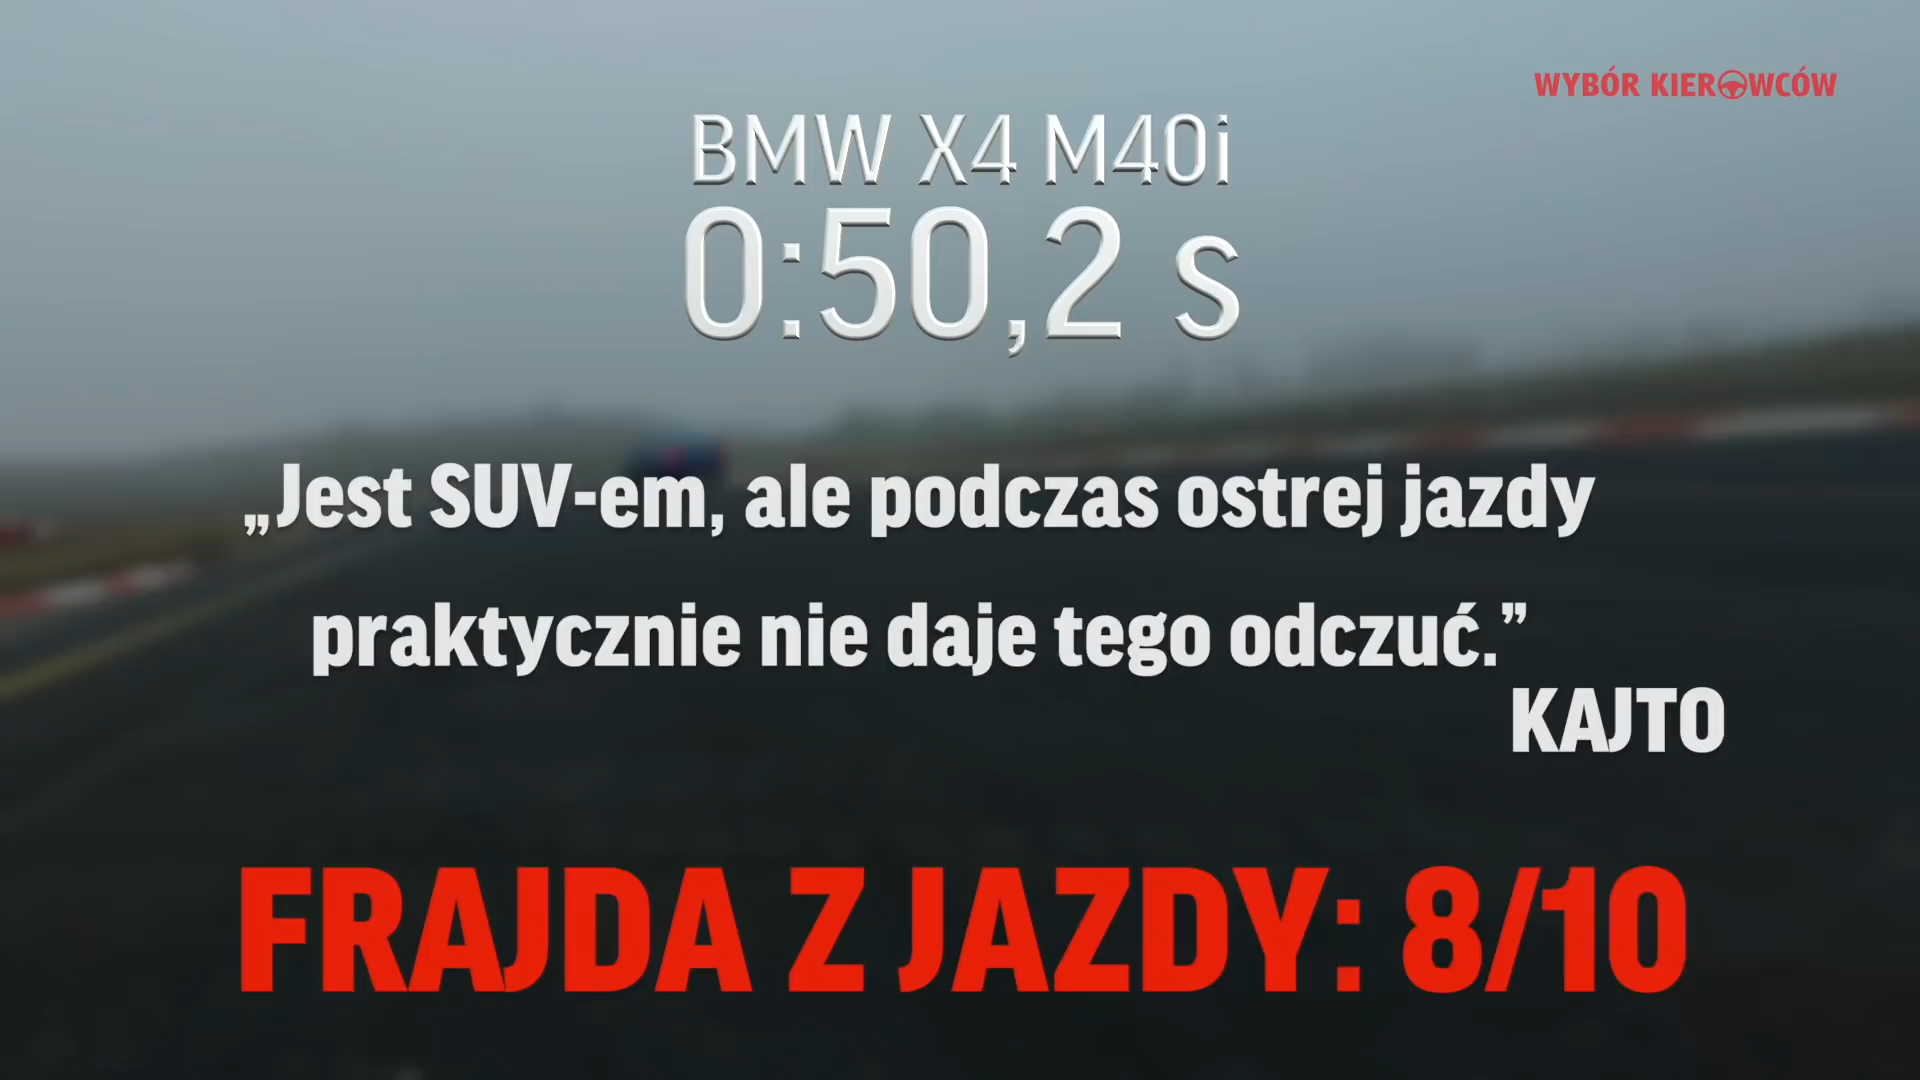 WYBÓR KIEROWCÓW
BMW X4 M40i
0:50,2 s
„Jest SUV-em, ale podczas ostrej jazdy
praktycznie nie daje tego odczuć.”
KAJTO
FRAJDA Z JAZDY: 8/10